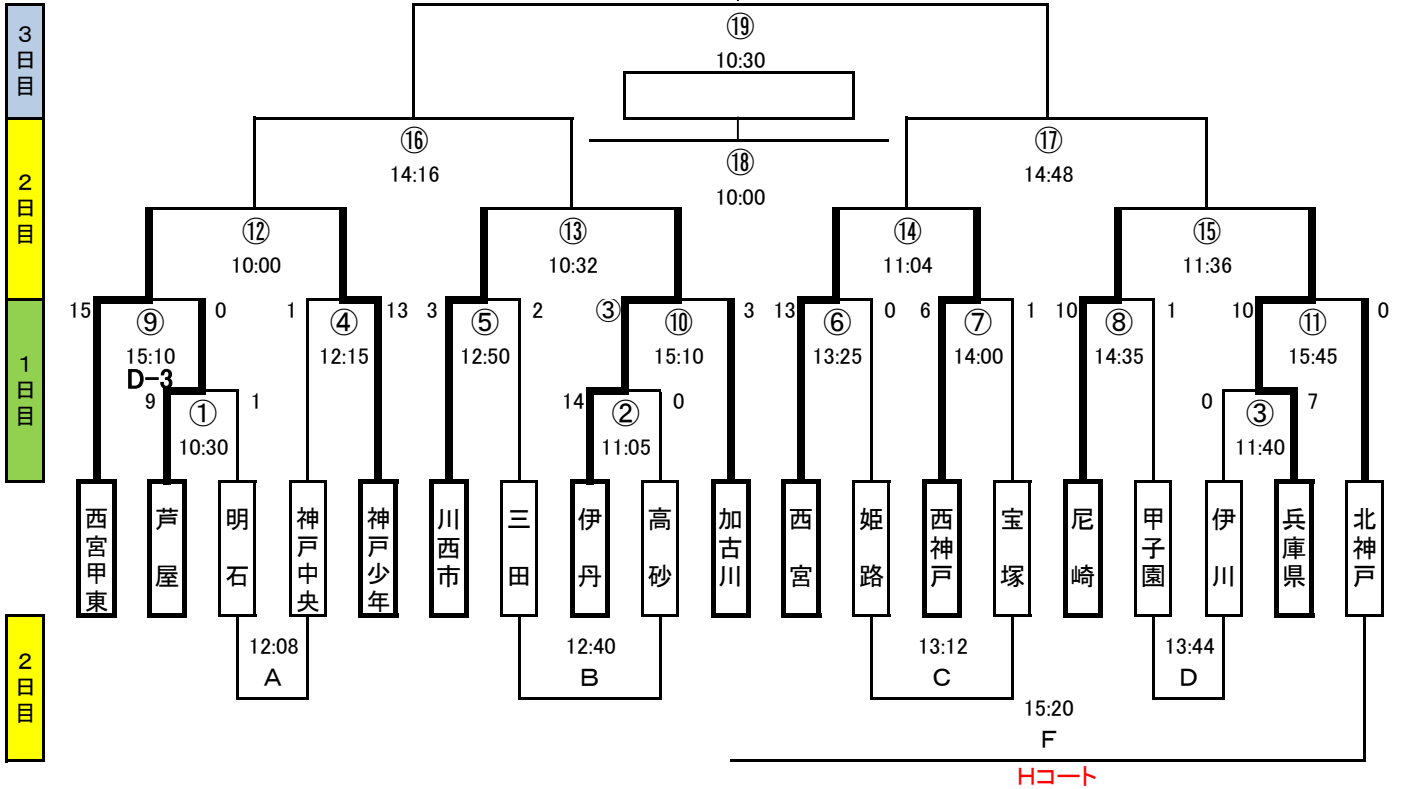 3日目
⑲
10:30
⑯
14:16
⑱
10:00
⑰
14:48
2日目
⑫
10:00
⑬
10:32
⑭
11:04
⑮
11:36
1日目
15 ⑨ 0
15:10
D-3
1 ④ 13
12:15
3 ⑤ 2
12:50
③ ⑩ 3
15:10
13 ⑥ 0
13:25
6 ⑦ 1
14:00
10 ⑧ 1
14:35
10 ⑪ 0
15:45
9 ① 1
10:30
14 ② 0
11:05
0 ③ 7
11:40
西宮甲東
芦屋
明石
神戸中央
神戸少年
川西市
三田
伊丹
高砂
加古川
西宮
姫路
西神戸
宝塚
尼崎
甲子園
伊川
兵庫県
北神戸
2日目
12:08
A
12:40
B
13:12
C
13:44
D
15:20
F
Hコート